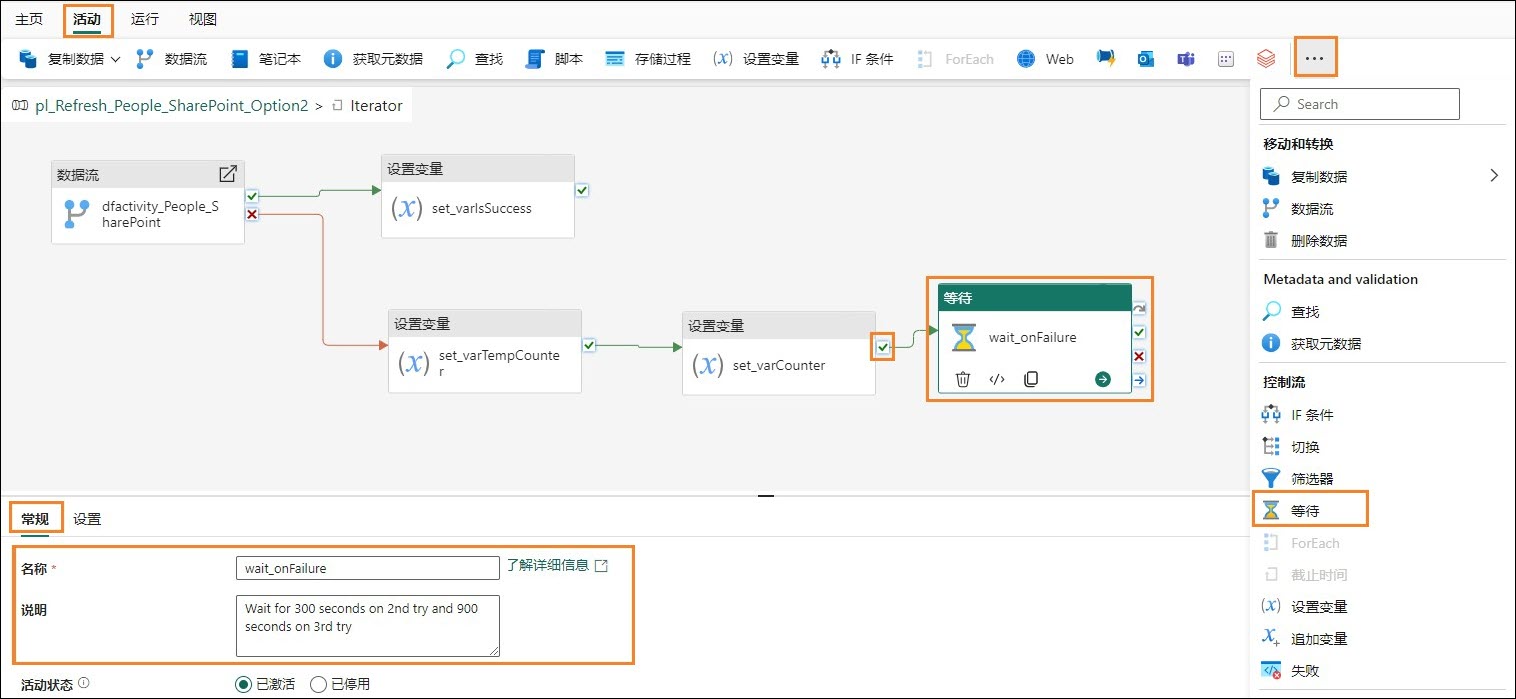 主页 活动 运行 视图
复制数据 数据流 笔记本 获取元数据 查找 脚本 存储过程 (x) 设置变量 IF 条件 ForEach Web ...
pl_Refresh_People_SharePoint_Option2 > Iterator
数据流
dfactivity_People_S
harePoint
设置变量
(x) set_varIsSuccess
设置变量
(x) set_varTempCounte
r
设置变量
(x) set_varCounter
等待
wait_onFailure
Search
移动和转换
复制数据
数据流
删除数据
Metadata and validation
查找
获取元数据
控制流
IF 条件
切换
筛选器
等待
ForEach
截止时间
(x) 设置变量
追加变量
失败
常规 设置
名称 * wait_onFailure 了解详细信息
说明 Wait for 300 seconds on 2nd try and 900
seconds on 3rd try
活动状态 已激活 已停用